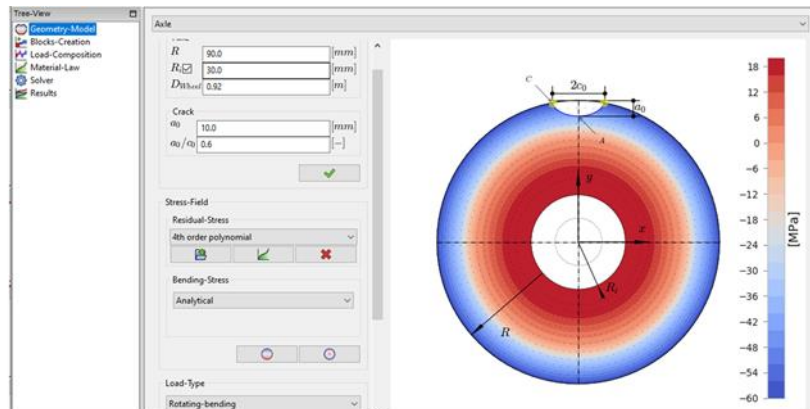 Tree-View
Geometry-Model
Blocks-Creation
Load-Composition
Material-Law
Solver
Results
Axle
R 90.0 [mm]
Ri 30.0 [mm]
DWheel 0.92 [m]
Crack
a0 10.0 [mm]
a0/c0 0.6 [−]
Stress-Field
Residual-Stress
4th order polynomial
Bending-Stress
Analytical
Load-Type
Rotating-bending
C
2c0
a0
A
y
x
Ri
R
18
12
6
0
−6
−12
−18
−24
−30
−36
−42
−48
−54
−60
[MPa]